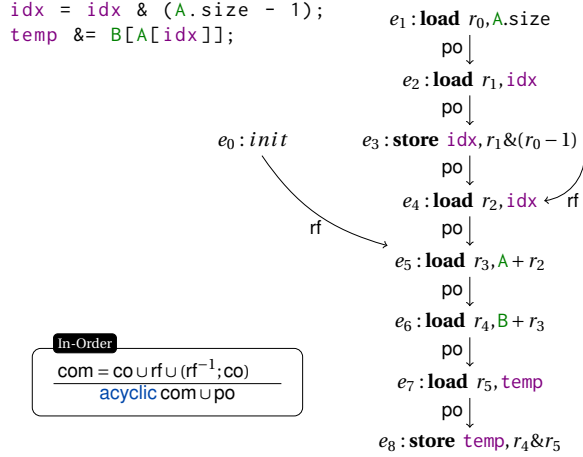 idx = idx & (A.size - 1);
temp &= B[A[idx]];
e₁ : load r₀, A.size
po
e₂ : load r₁, idx
po
e₀ : init
e₃ : store idx, r₁&(r₀ − 1)
po
e₄ : load r₂, idx
rf
rf
po
e₅ : load r₃, A + r₂
po
e₆ : load r₄, B + r₃
In-Order
po
com = co ∪ rf ∪ (rf⁻¹; co)
acyclic com ∪ po
e₇ : load r₅, temp
po
e₈ : store temp, r₄&r₅